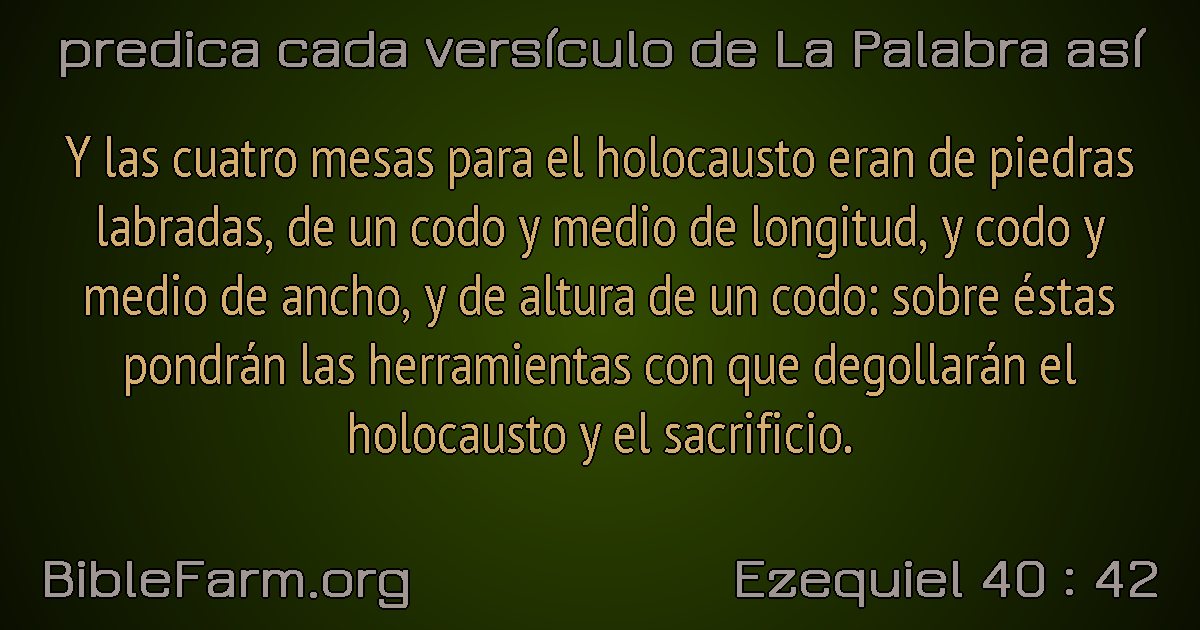 predica cada versículo de La Palabra así
Y las cuatro mesas para el holocausto eran de piedras
labradas, de un codo y medio de longitud, y codo y
medio de ancho, y de altura de un codo: sobre éstas
pondrán las herramientas con que degollarán el
holocausto y el sacrificio.
BibleFarm.org
Ezequiel 40 : 42